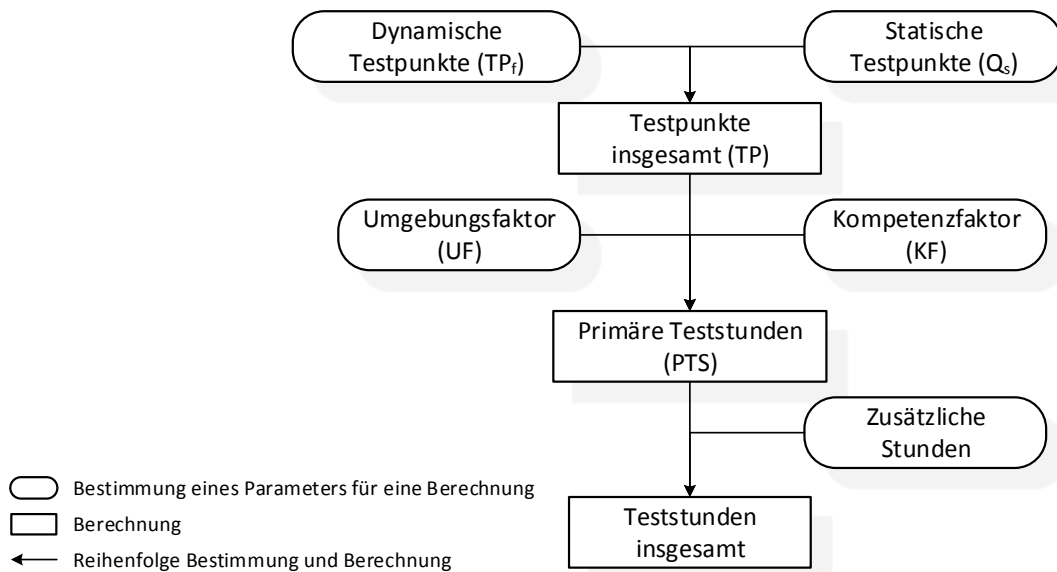 Dynamische
Testpunkte (TPf)
Statische
Testpunkte (Qs)
Testpunkte
insgesamt (TP)
Umgebungsfaktor
(UF)
Kompetenzfaktor
(KF)
Primäre Teststunden
(PTS)
Zusätzliche
Stunden
Bestimmung eines Parameters für eine Berechnung
Berechnung
Reihenfolge Bestimmung und Berechnung
Teststunden
insgesamt